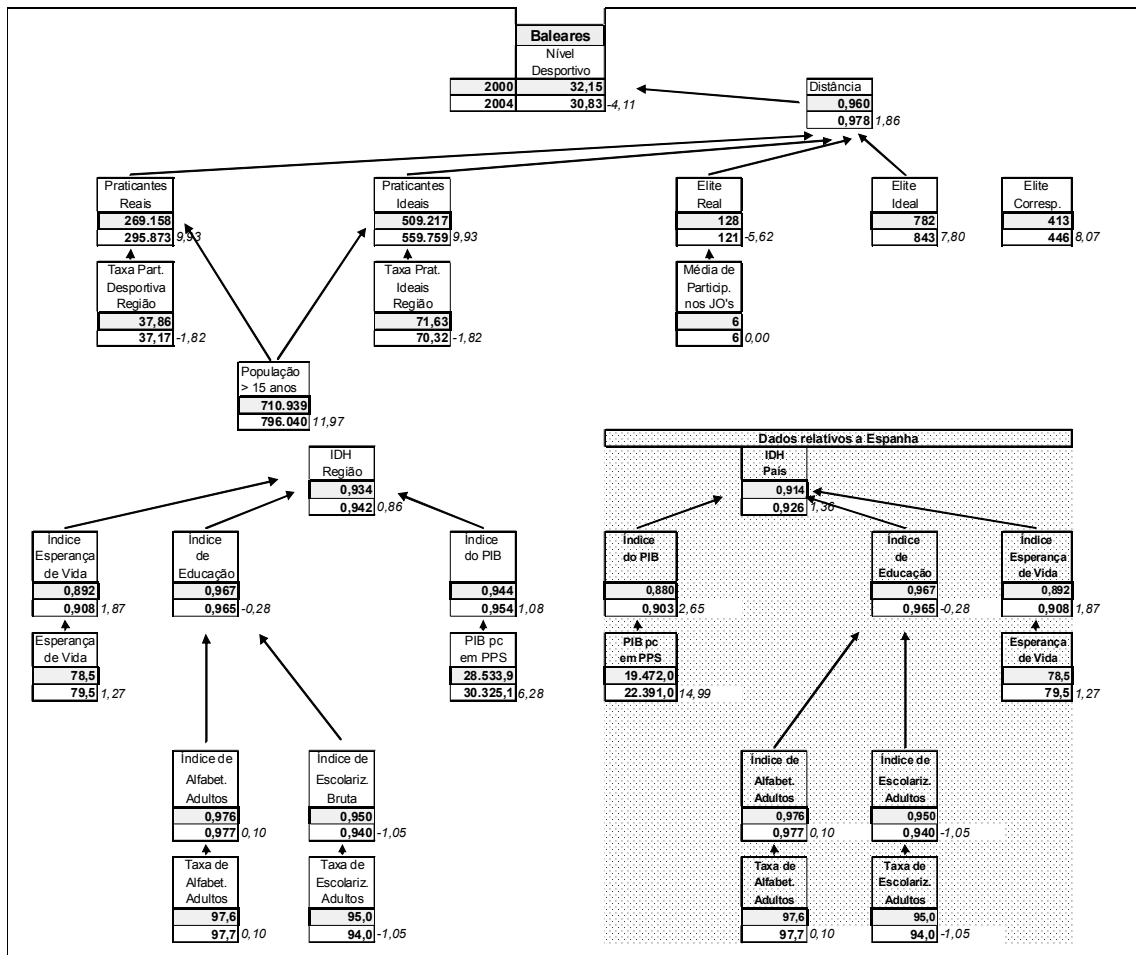 Baleares
Nível
Desportivo
2000 32,15
2004 30,83 -4,11
Distância
0,960
0,978 1,86
Praticantes
Reais
269.158
295.873 9,93
Praticantes
Ideais
509.217
559.759 9,93
Elite
Real
128
121 -5,62
Elite
Ideal
782
843 7,80
Elite
Corresp.
413
446 8,07
Taxa Part.
Desportiva
Região
37,86
37,17 -1,82
Taxa Prat.
Ideais
Região
71,63
70,32 -1,82
Média de
Particip.
nos JO's
6
6 0,00
População
> 15 anos
710.939
796.040 11,97
IDH
Região
0,934
0,942 0,86
Índice
Esperança
de Vida
0,892
0,908 1,87
Índice
de
Educação
0,967
0,965 -0,28
Índice
do PIB
0,944
0,954 1,08
Esperança
de Vida
78,5
79,5 1,27
PIB pc
em PPS
28.533,9
30.325,1 6,28
Índice de
Alfabet.
Adultos
0,976
0,977 0,10
Índice de
Escolariz.
Bruta
0,950
0,940 -1,05
Taxa de
Alfabet.
Adultos
97,6
97,7 0,10
Taxa de
Escolariz.
Adultos
95,0
94,0 -1,05
Dados relativos a Espanha
IDH
País
0,914
0,926 1,36
Índice
do PIB
0,880
0,903 2,65
Índice
de
Educação
0,967
0,965 -0,28
Índice
Esperança
de Vida
0,892
0,908 1,87
PIB pc
em PPS
19.472,0
22.391,0 14,99
Esperança
de Vida
78,5
79,5 1,27
Índice de
Alfabet.
Adultos
0,976
0,977 0,10
Índice de
Escolariz.
Adultos
0,950
0,940 -1,05
Taxa de
Alfabet.
Adultos
97,6
97,7 0,10
Taxa de
Escolariz.
Adultos
95,0
94,0 -1,05